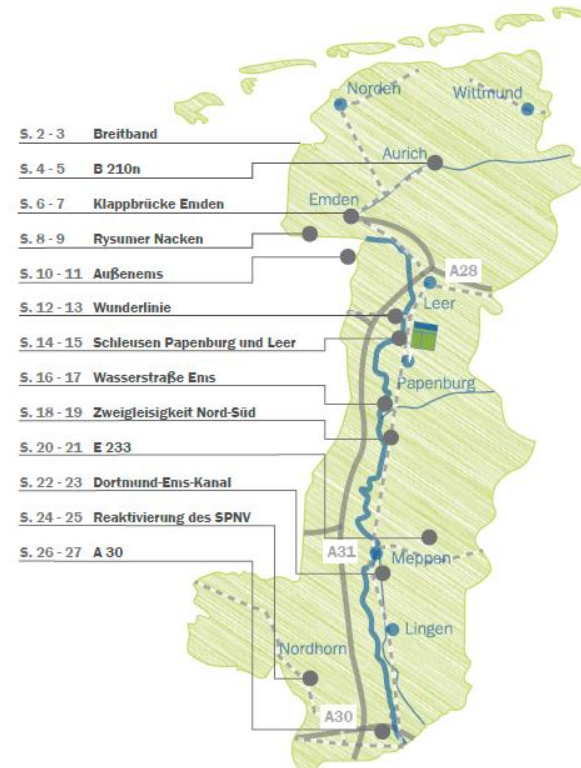 S. 2 - 3 Breitband
S. 4 - 5 B 210n
S. 6 - 7 Klappbrücke Emden
S. 8 - 9 Rysumer Nacken
S. 10 - 11 Außenems
S. 12 - 13 Wunderlinie
S. 14 - 15 Schleusen Papenburg und Leer
S. 16 - 17 Wasserstraße Ems
S. 18 - 19 Zweigleisigkeit Nord-Süd
S. 20 - 21 E 233
S. 22 - 23 Dortmund-Ems-Kanal
S. 24 - 25 Reaktivierung des SPNV
S. 26 - 27 A 30
Norden
Wittmund
Aurich
Emden
A28
Leer
Papenburg
A31
Meppen
Lingen
Nordhorn
A30